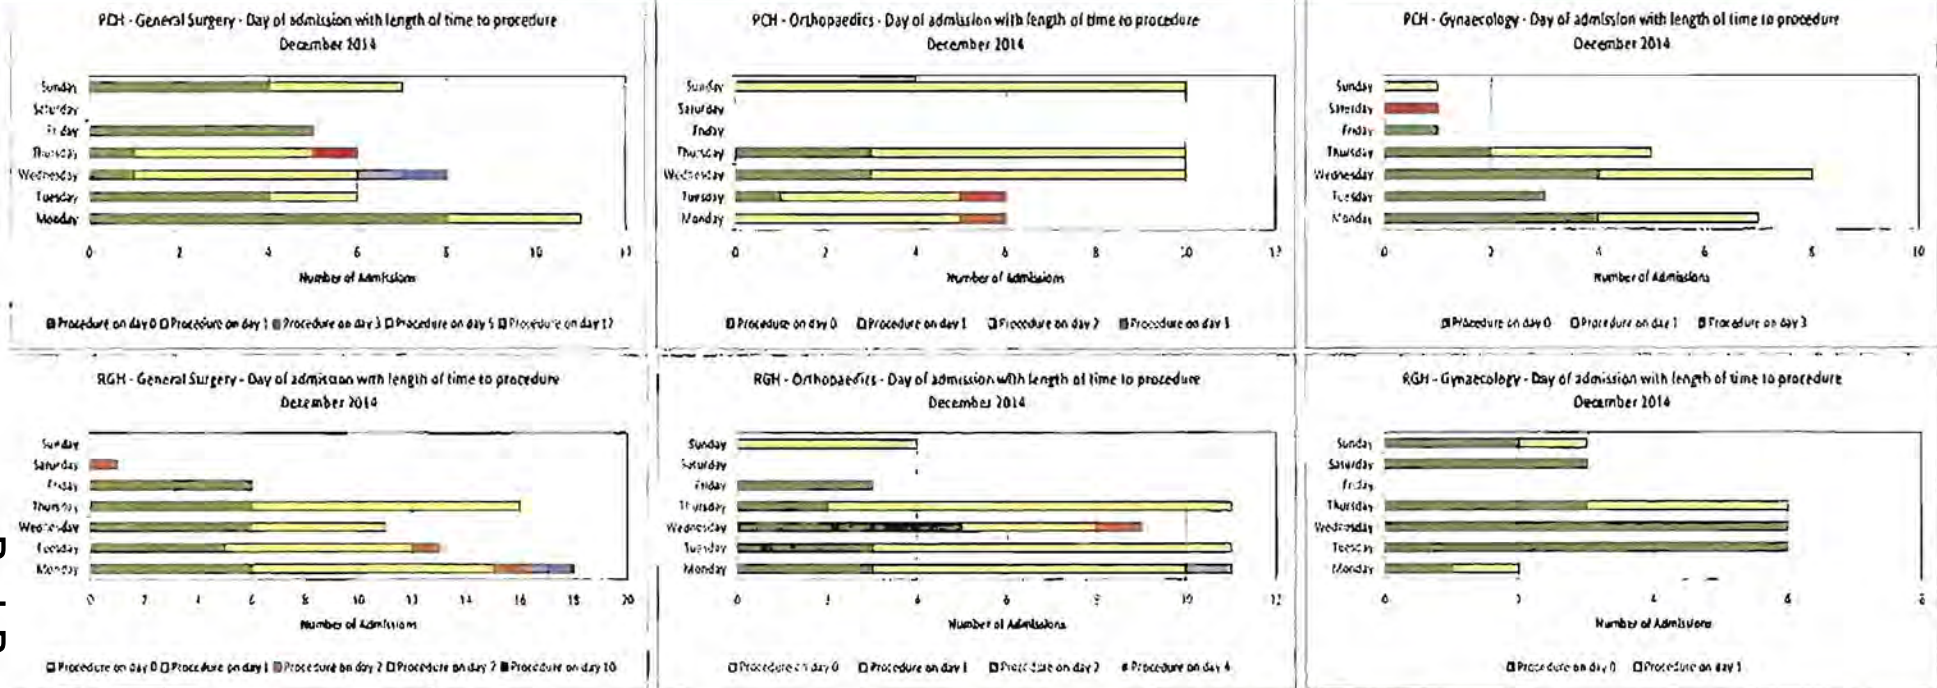 PCH - General Surgery - Day of admission with length of time to procedure
December 2014
Sunday
Saturday
Friday
Thursday
Wednesday
Tuesday
Monday
0 2 4 6 8 10 12
Number of Admissions
Procedure on day 0 Procedure on day 1 Procedure on day 3 Procedure on day 5 Procedure on day 12
PCH - Orthopaedics - Day of admission with length of time to procedure
December 2014
Sunday
Saturday
Friday
Thursday
Wednesday
Tuesday
Monday
0 2 4 6 8 10 12
Number of Admissions
Procedure on day 0 Procedure on day 1 Procedure on day 2 Procedure on day
PCH - Gynaecology - Day of admission with length of time to procedure
December 2014
Sunday
Saturday
Friday
Thursday
Wednesday
Tuesday
Monday
0 2 4 6 8 10
Number of Admissions
Procedure on day 0 Procedure on day 1 Procedure on day 3
RGH - General Surgery - Day of admission with length of time to procedure
December 2014
Sunday
Saturday
Friday
Thursday
Wednesday
Tuesday
Monday
0 2 4 6 8 10 12 14 16 18 20
Number of Admissions
Procedure on day 0 Procedure on day 1 Procedure on day 2 Procedure on day 7 Procedure on day 10
RGH - Orthopaedics - Day of admission with length of time to procedure
December 2014
Sunday
Saturday
Friday
Thursday
Wednesday
Tuesday
Monday
0 2 4 6 8 10 12
Number of Admissions
Procedure on day 0 Procedure on day 1 Procedure on day 2 Procedure on day 4
RGH - Gynaecology - Day of admission with length of time to procedure
December 2014
Sunday
Saturday
Friday
Thursday
Wednesday
Tuesday
Monday
0 2 4 6 8
Number of Admissions
Procedure on day 0 Procedure on day 1